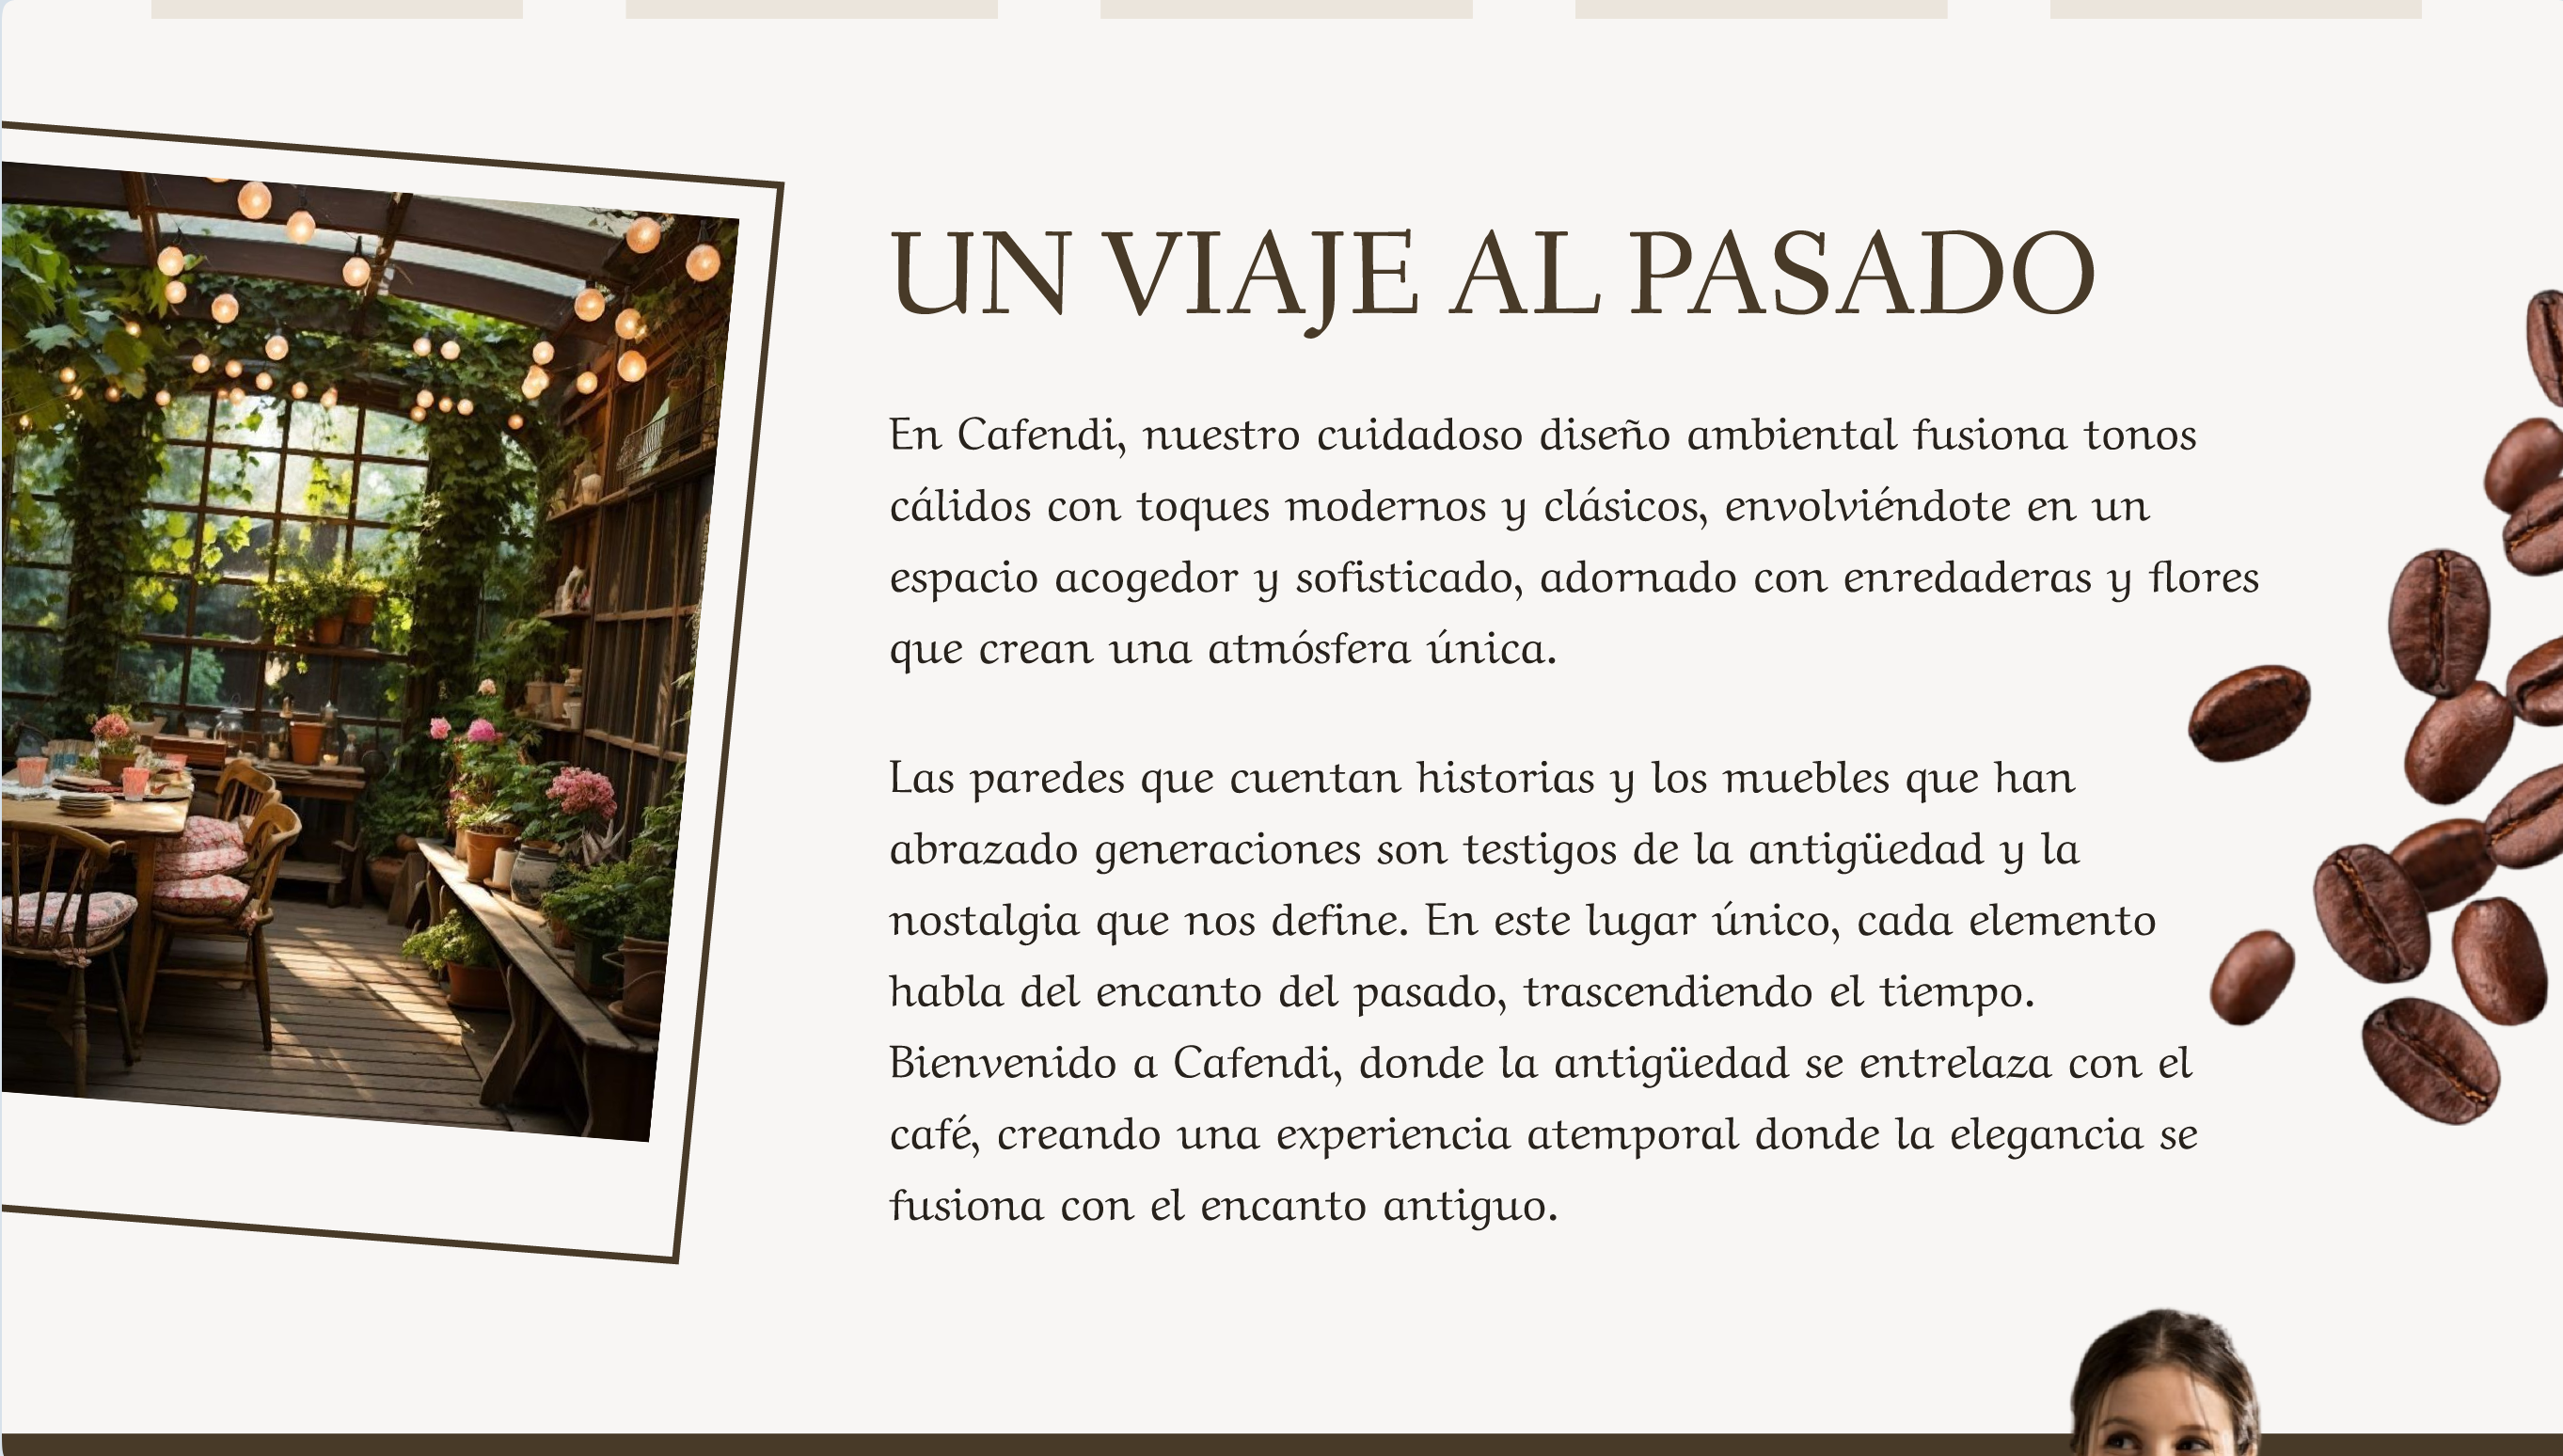 UN VIAJE AL PASADO
En Cafendi, nuestro cuidadoso diseño ambiental fusiona tonos
cálidos con toques modernos y clásicos, envolviéndote en un
espacio acogedor y sofisticado, adornado con enredaderas y flores
que crean una atmósfera única.
Las paredes que cuentan historias y los muebles que han
abrazado generaciones son testigos de la antigüedad y la
nostalgia que nos define. En este lugar único, cada elemento
habla del encanto del pasado, trascendiendo el tiempo.
Bienvenido a Cafendi, donde la antigüedad se entrelaza con el
café, creando una experiencia atemporal donde la elegancia se
fusiona con el encanto antiguo.